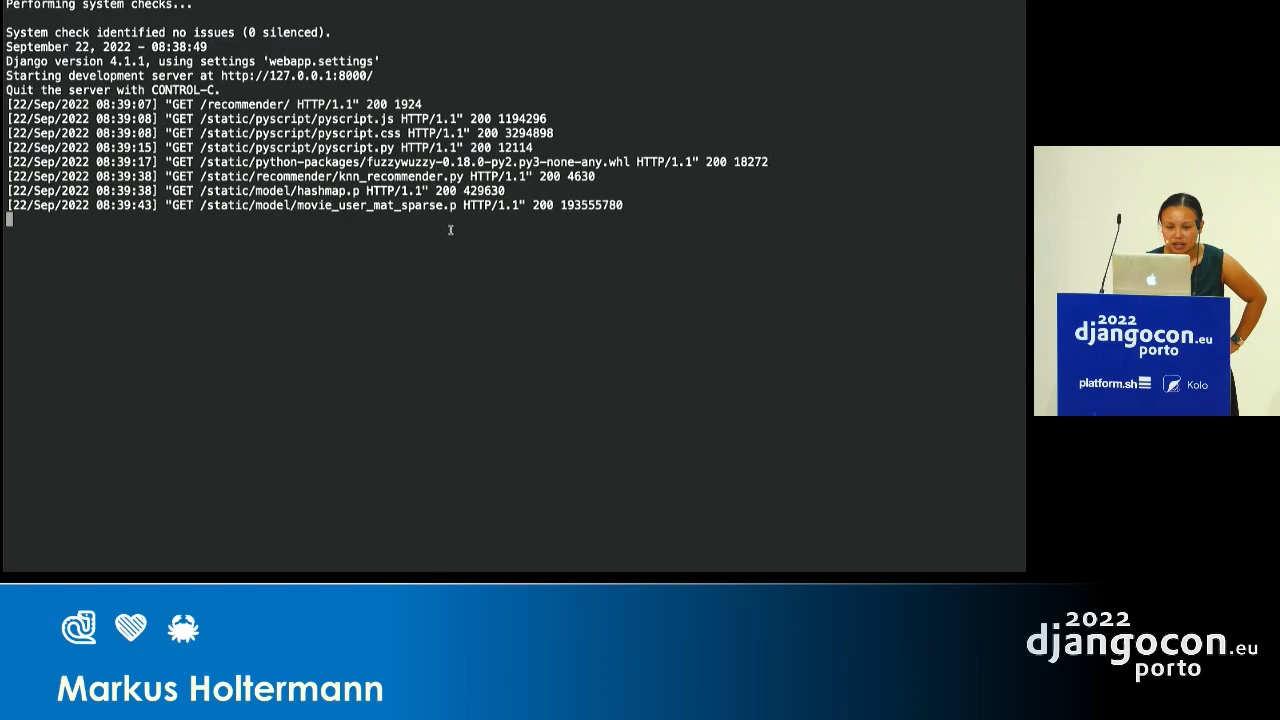 Performing system checks...
System check identified no issues (0 silenced).
September 22, 2022 - 08:38:49
Django version 4.1.1, using settings 'webapp.settings'
Starting development server at http://127.0.0.1:8000/
Quit the server with CONTROL-C.
[22/Sep/2022 08:39:07] "GET /recommender/ HTTP/1.1" 200 1924
[22/Sep/2022 08:39:08] "GET /static/pyscript/pyscript.js HTTP/1.1" 200 1194296
[22/Sep/2022 08:39:08] "GET /static/pyscript/pyscript.css HTTP/1.1" 200 3294898
[22/Sep/2022 08:39:15] "GET /static/pyscript/pyscript.py HTTP/1.1" 200 12114
[22/Sep/2022 08:39:17] "GET /static/python-packages/fuzzywuzzy-0.18.0-py2.py3-none-any.whl HTTP/1.1" 200 18272
[22/Sep/2022 08:39:38] "GET /static/recommender/knn_recommender.py HTTP/1.1" 200 4630
[22/Sep/2022 08:39:38] "GET /static/model/hashmap.p HTTP/1.1" 200 429630
[22/Sep/2022 08:39:43] "GET /static/model/movie_user_mat_sparse.p HTTP/1.1" 200 193555780
2022
djangocon.eu
porto
platform.sh
Kolo
Markus Holtermann
2022
djangocon.eu
porto